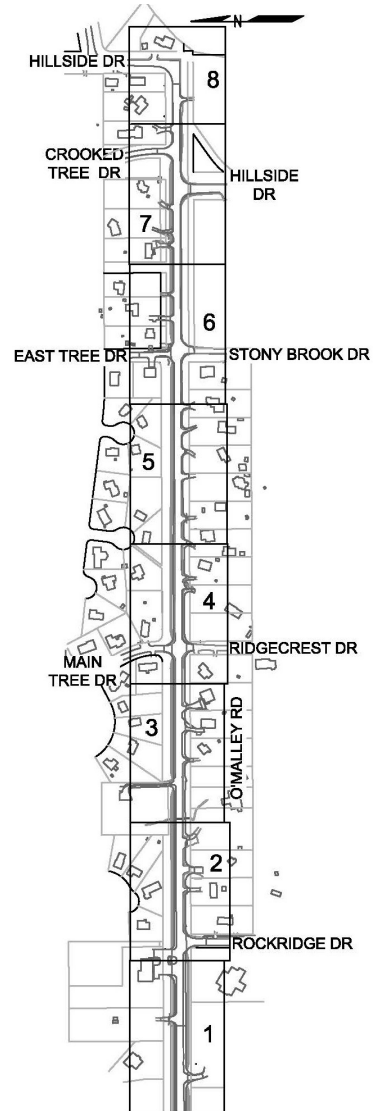 HILLSIDE DR
8
CROOKED
TREE DR
HILLSIDE
DR
7
6
EAST TREE DR
STONY BROOK DR
5
4
RIDGECREST DR
MAIN
TREE DR
3
O'MALLEY RD
2
ROCKRIDGE DR
1